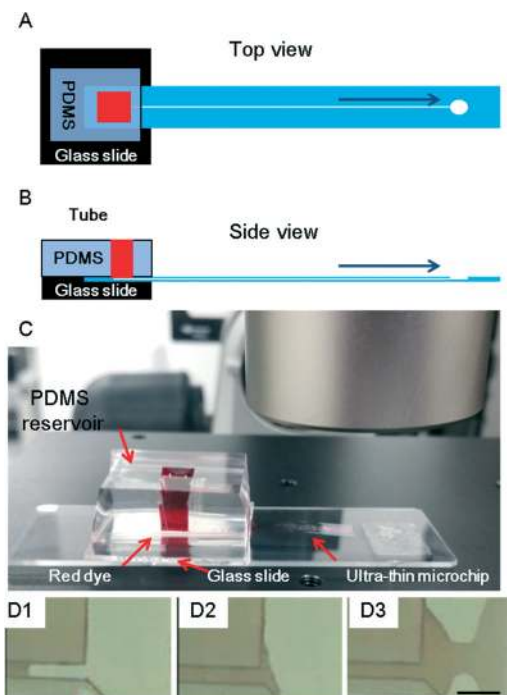 A
Top view
PDMS
Glass slide
B
Tube
Side view
PDMS
Glass slide
C
PDMS
reservoir
Red dye
Glass slide
Ultra-thin microchip
D1
D2
D3